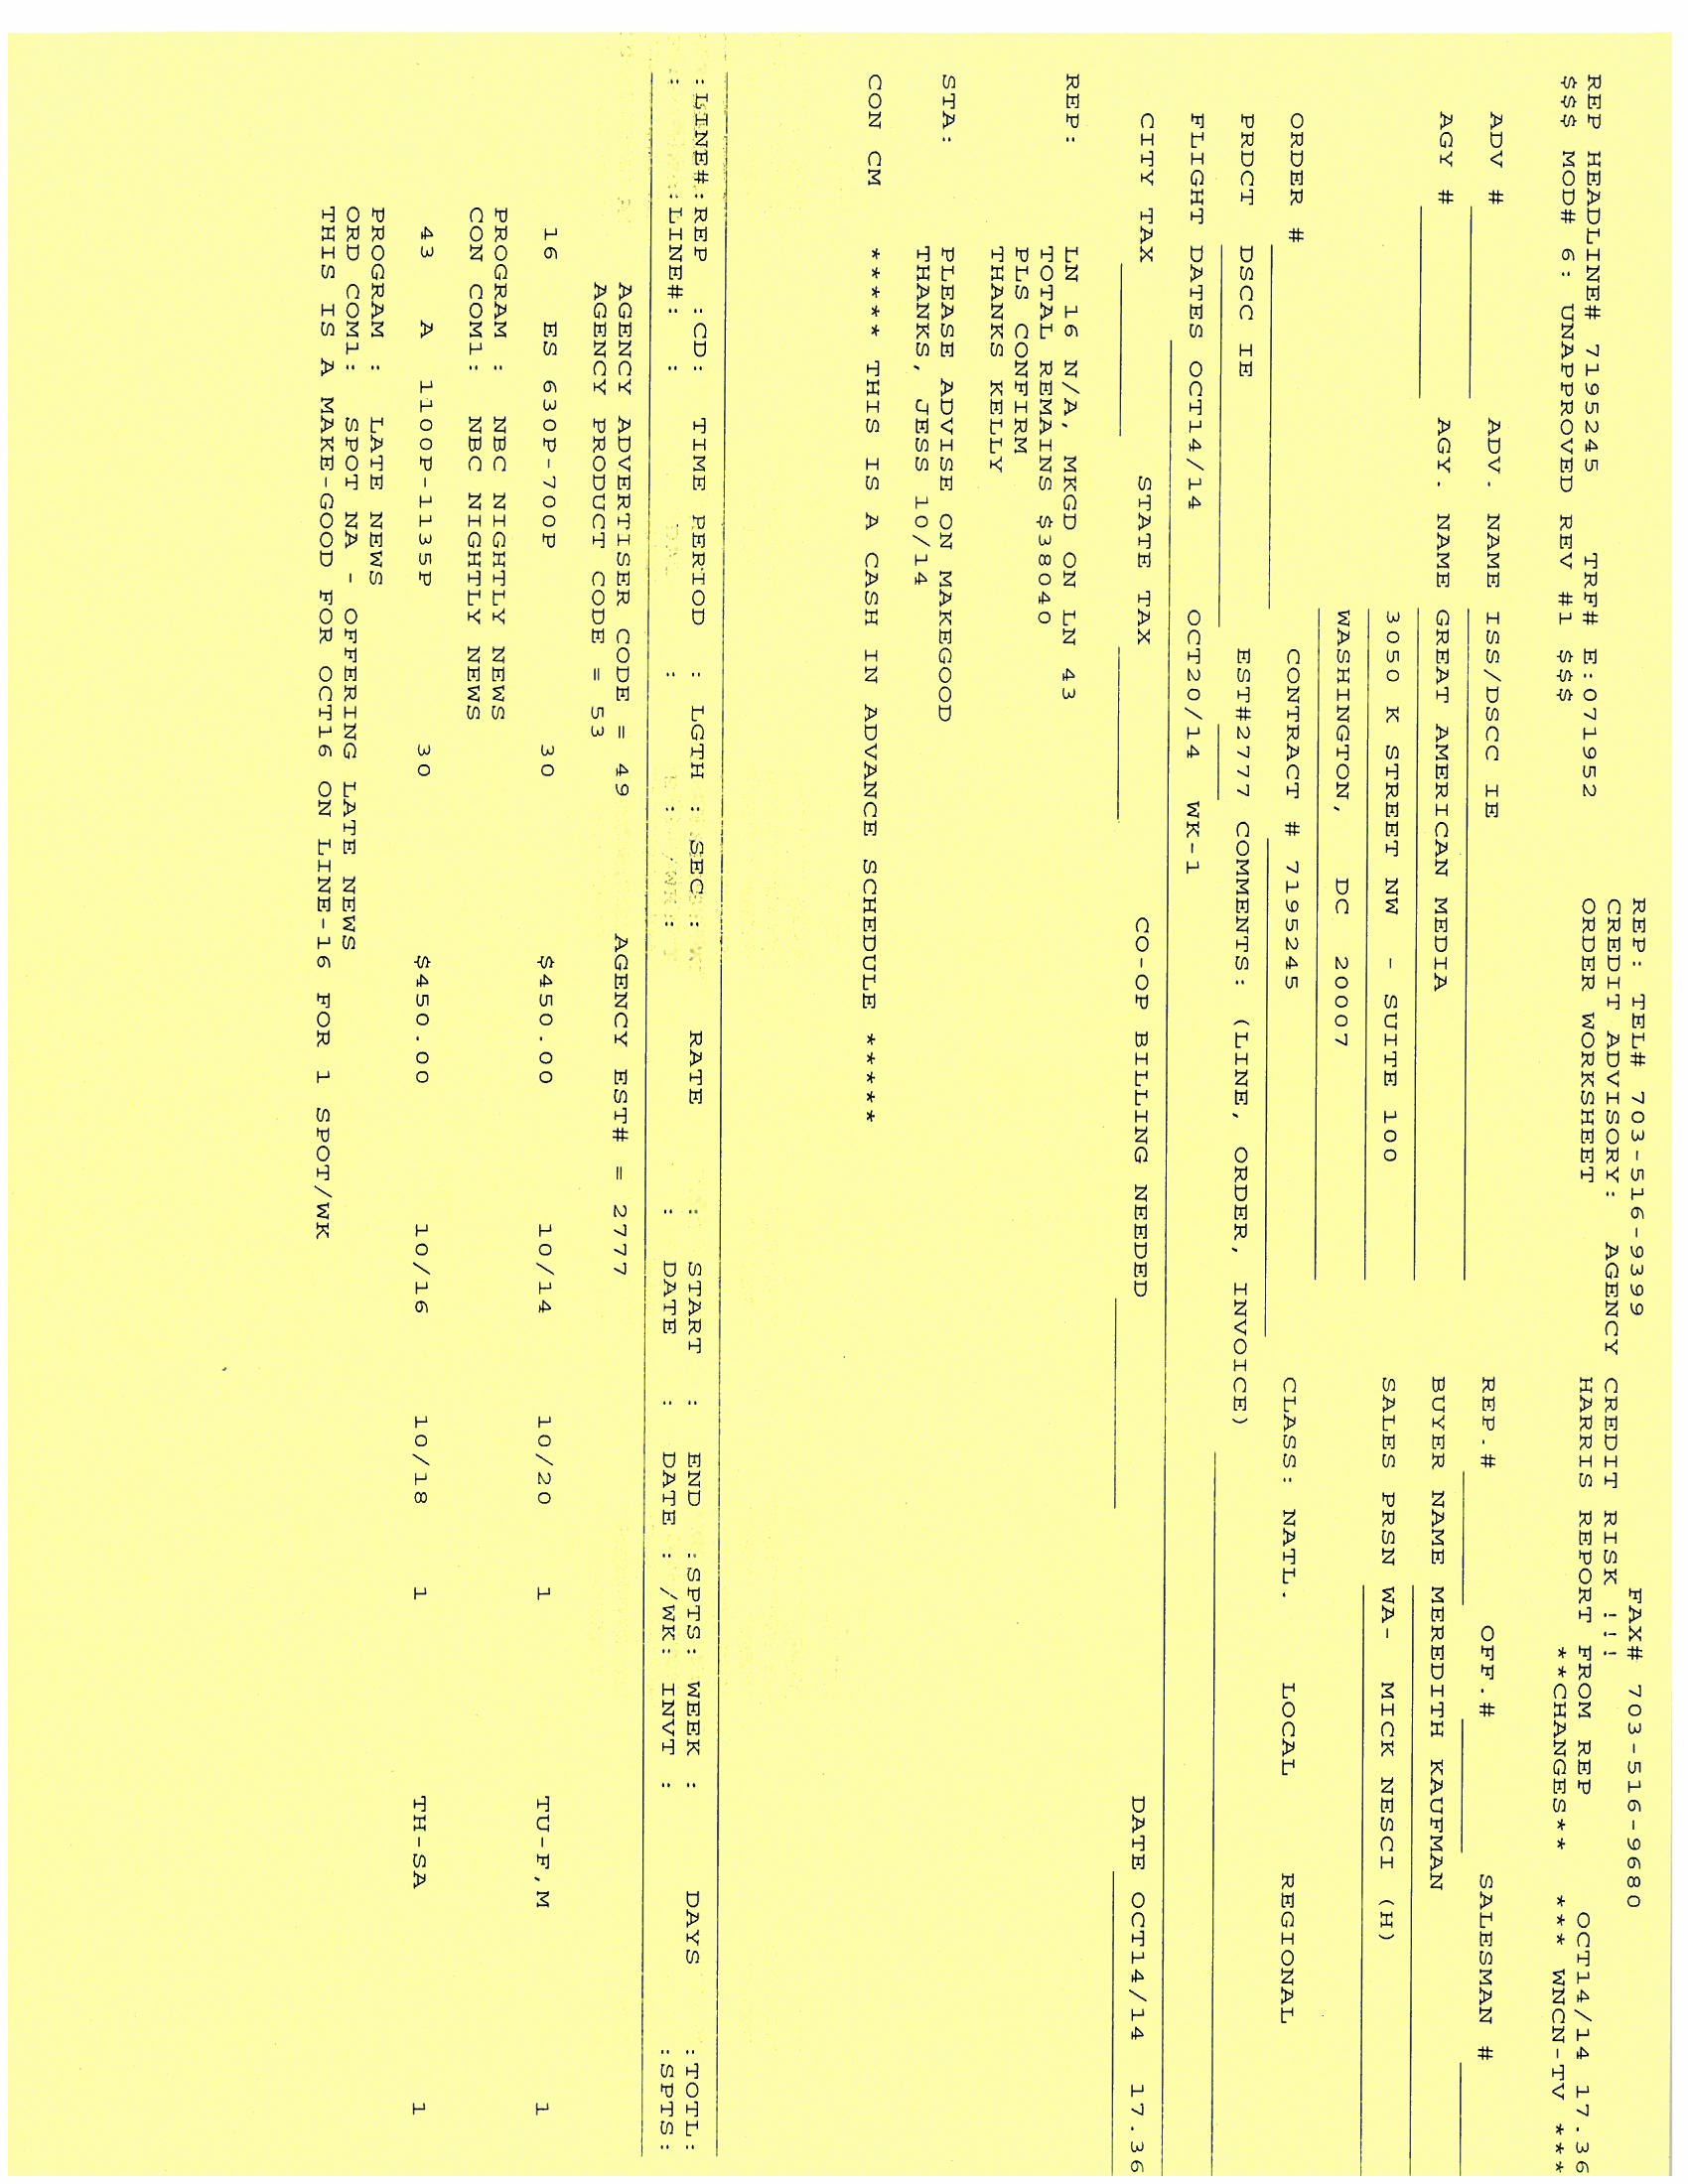 REP: TEL# 703-516-9399 FAX# 703-516-9680
CREDIT ADVISORY: AGENCY CREDIT RISK !!!
ORDER WORKSHEET HARRIS REPORT FROM REP OCT14/14 17.36
REP HEADLINE# 7195245 TRF# E:071952 **CHANGES** *** WNCN-TV ***
$$$ MOD# 6: UNAPPROVED REV #1 $$$
ADV # ADV. NAME ISS/DSCC IE REP.# OFF.# SALESMAN #
AGY # AGY. NAME GREAT AMERICAN MEDIA BUYER NAME MEREDITH KAUFMAN
3050 K STREET NW - SUITE 100 SALES PRSN WA- MICK NESCI (H)
WASHINGTON, DC 20007
ORDER # CONTRACT # 7195245 CLASS: NATL. LOCAL REGIONAL
PRDCT DSCC IE EST#2777 COMMENTS: (LINE, ORDER, INVOICE)
FLIGHT DATES OCT14/14 OCT20/14 WK-1
CITY TAX STATE TAX CO-OP BILLING NEEDED DATE OCT14/14 17.36
REP: LN 16 N/A, MKGD ON LN 43
TOTAL REMAINS $38040
PLS CONFIRM
THANKS KELLY
STA: PLEASE ADVISE ON MAKEGOOD
THANKS, JESS 10/14
CON CM ***** THIS IS A CASH IN ADVANCE SCHEDULE *****
:LINE#:REP :CD: TIME PERIOD : LGTH : SEC : RATE : START : END :SPTS: WEEK : DAYS :TOTL:
: :LINE#: : : : : : DATE : DATE : /WK: INVT : :SPTS:
AGENCY ADVERTISER CODE = 49 AGENCY EST# = 2777
AGENCY PRODUCT CODE = 53
16 ES 630P-700P 30 $450.00 10/14 10/20 1 TU-F,M 1
PROGRAM : NBC NIGHTLY NEWS
CON COM1: NBC NIGHTLY NEWS
43 A 1100P-1135P 30 $450.00 10/16 10/18 1 TH-SA 1
PROGRAM : LATE NEWS
ORD COM1: SPOT NA - OFFERING LATE NEWS
THIS IS A MAKE-GOOD FOR OCT16 ON LINE-16 FOR 1 SPOT/WK